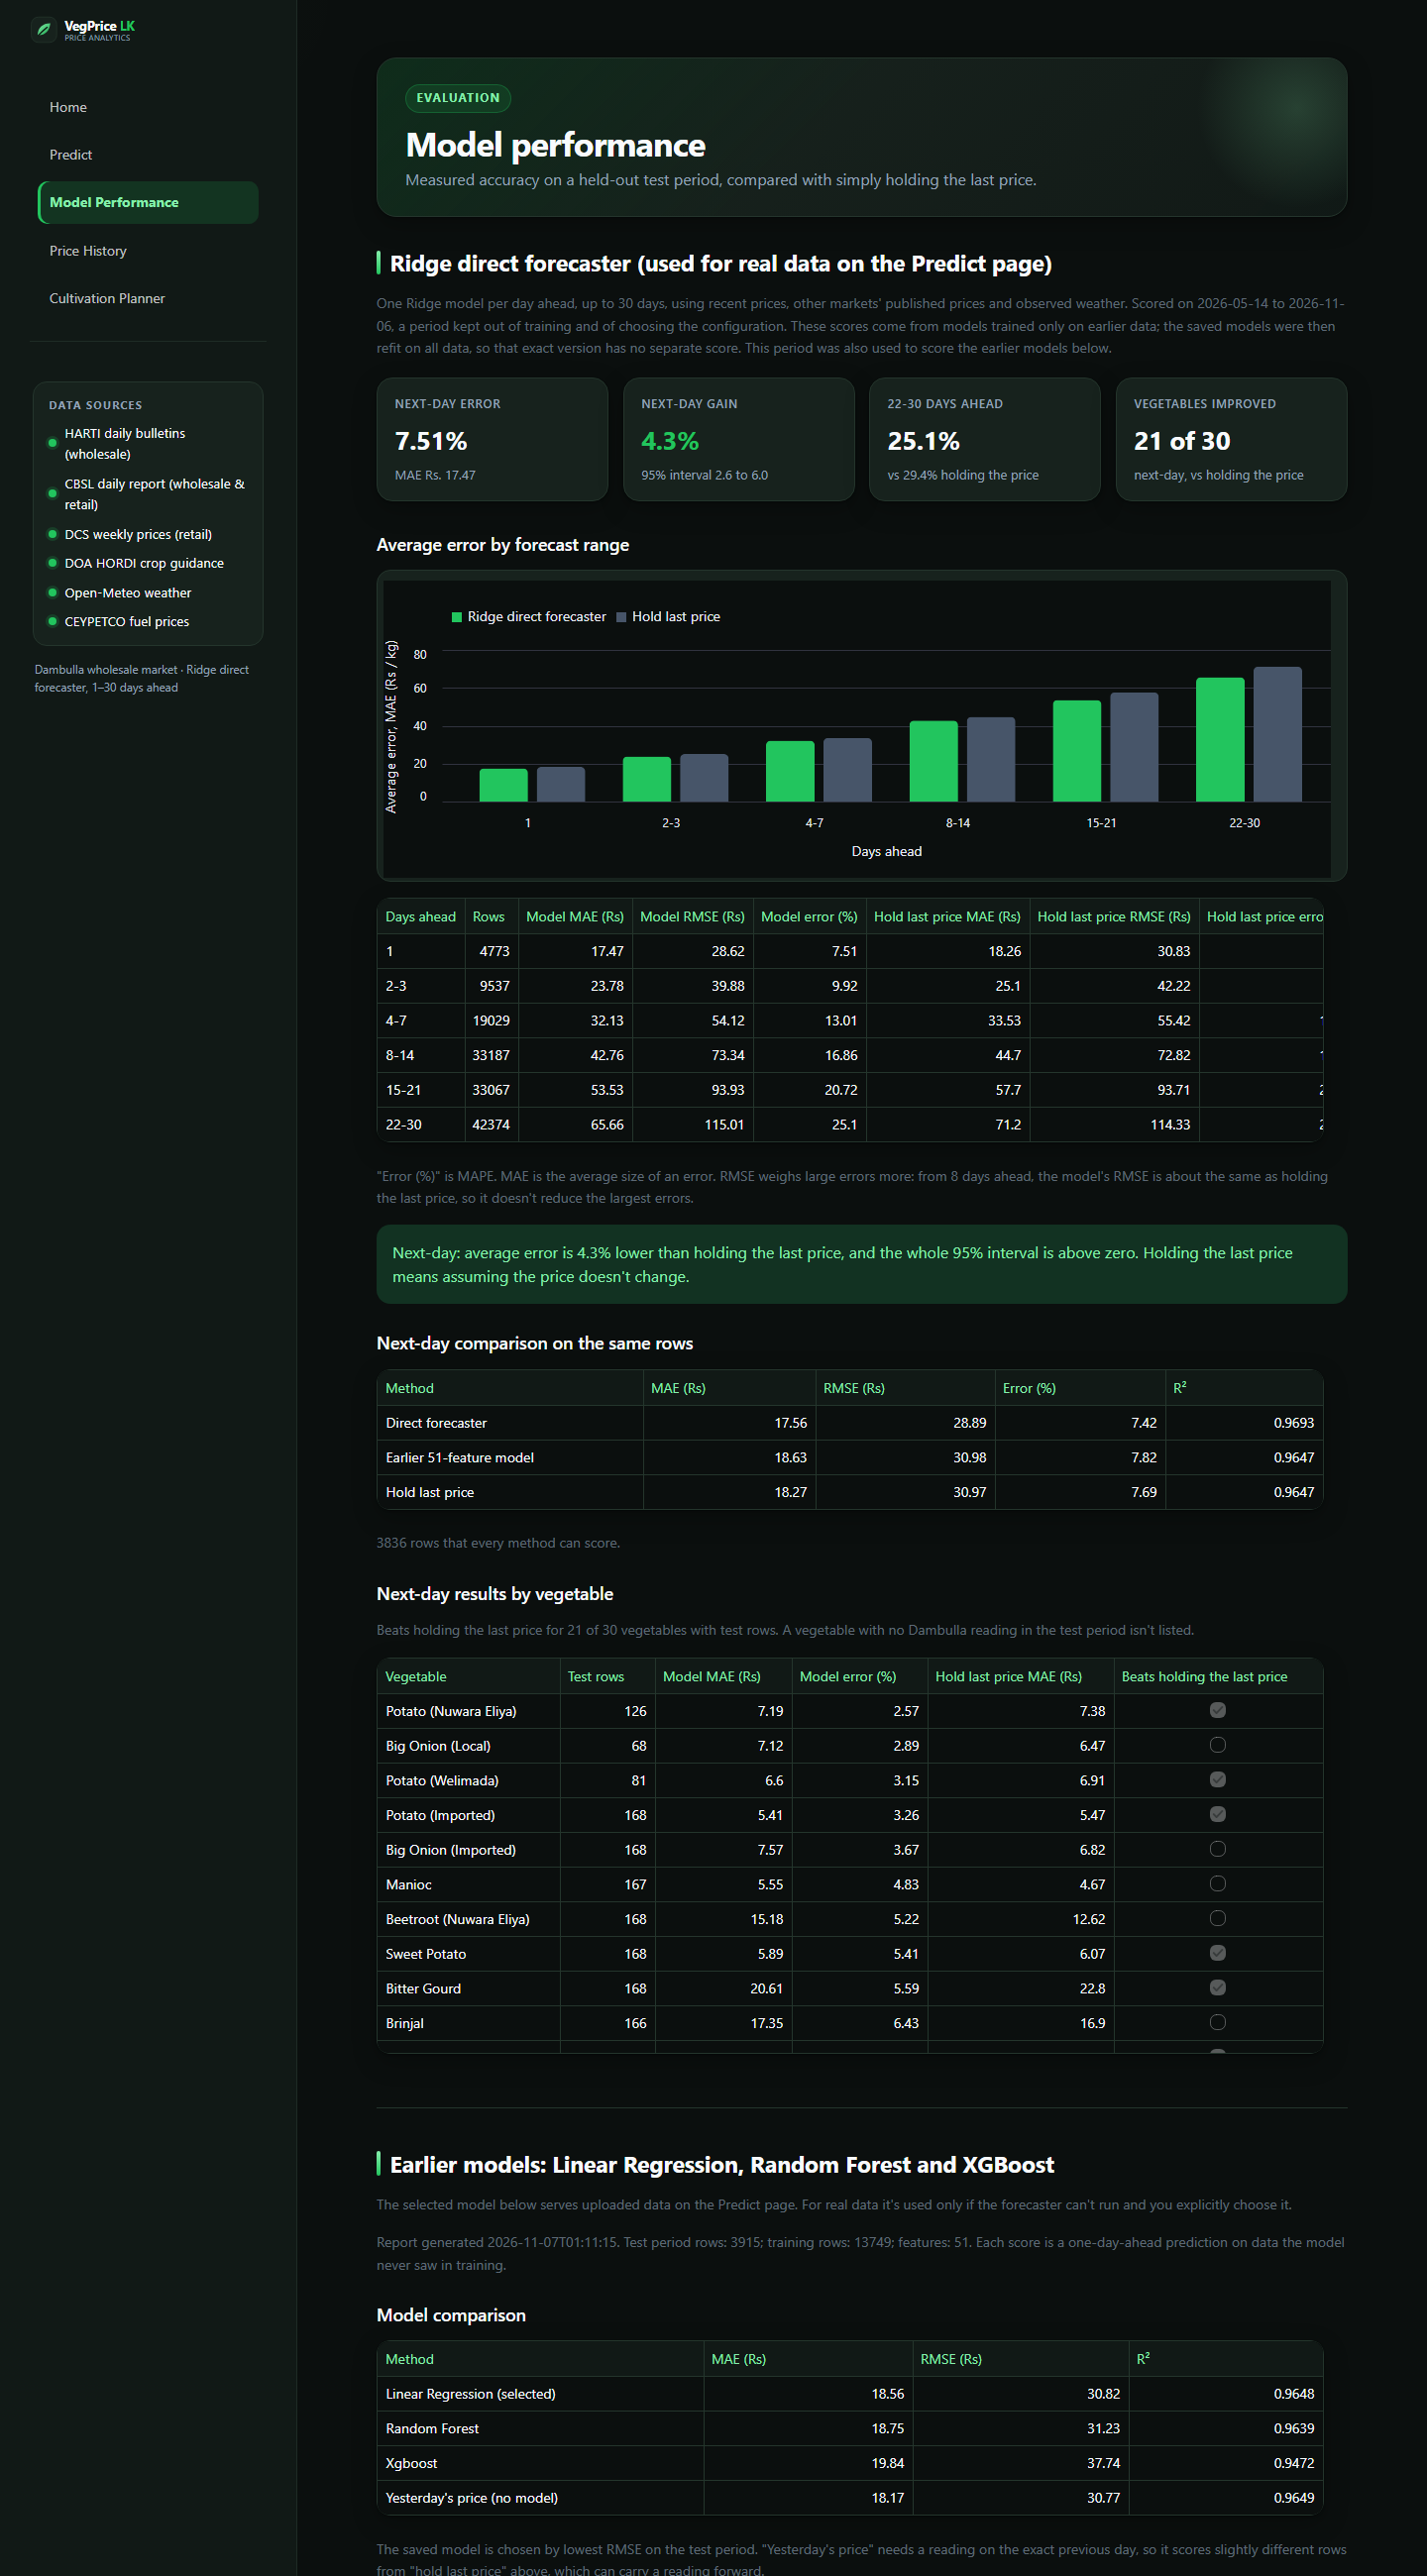 VegPrice LK
PRICE ANALYTICS
Home
Predict
Model Performance
Price History
Cultivation Planner
DATA SOURCES
HARTI daily bulletins
(wholesale)
CBSL daily report (wholesale &
retail)
DCS weekly prices (retail)
DOA HORDI crop guidance
Open-Meteo weather
CEYPETCO fuel prices
Dambulla wholesale market · Ridge direct
forecaster, 1–30 days ahead
EVALUATION
Model performance
Measured accuracy on a held-out test period, compared with simply holding the last price.
Ridge direct forecaster (used for real data on the Predict page)
One Ridge model per day ahead, up to 30 days, using recent prices, other markets' published prices and observed weather. Scored on 2026-05-14 to 2026-11-
06, a period kept out of training and of choosing the configuration. These scores come from models trained only on earlier data; the saved models were then
refit on all data, so that exact version has no separate score. This period was also used to score the earlier models below.
NEXT-DAY ERROR
7.51%
MAE Rs. 17.47
NEXT-DAY GAIN
4.3%
95% interval 2.6 to 6.0
22-30 DAYS AHEAD
25.1%
vs 29.4% holding the price
VEGETABLES IMPROVED
21 of 30
next-day, vs holding the price
Average error by forecast range
Ridge direct forecaster Hold last price
Average error, MAE (Rs / kg)
80
60
40
20
0
1 2-3 4-7 8-14 15-21 22-30
Days ahead
Days ahead Rows Model MAE (Rs) Model RMSE (Rs) Model error (%) Hold last price MAE (Rs) Hold last price RMSE (Rs) Hold last price erro
1 4773 17.47 28.62 7.51 18.26 30.83
2-3 9537 23.78 39.88 9.92 25.1 42.22
4-7 19029 32.13 54.12 13.01 33.53 55.42
8-14 33187 42.76 73.34 16.86 44.7 72.82
15-21 33067 53.53 93.93 20.72 57.7 93.71
22-30 42374 65.66 115.01 25.1 71.2 114.33
"Error (%)" is MAPE. MAE is the average size of an error. RMSE weighs large errors more: from 8 days ahead, the model's RMSE is about the same as holding
the last price, so it doesn't reduce the largest errors.
Next-day: average error is 4.3% lower than holding the last price, and the whole 95% interval is above zero. Holding the last price
means assuming the price doesn't change.
Next-day comparison on the same rows
Method MAE (Rs) RMSE (Rs) Error (%) R²
Direct forecaster 17.56 28.89 7.42 0.9693
Earlier 51-feature model 18.63 30.98 7.82 0.9647
Hold last price 18.27 30.97 7.69 0.9647
3836 rows that every method can score.
Next-day results by vegetable
Beats holding the last price for 21 of 30 vegetables with test rows. A vegetable with no Dambulla reading in the test period isn't listed.
Vegetable Test rows Model MAE (Rs) Model error (%) Hold last price MAE (Rs) Beats holding the last price
Potato (Nuwara Eliya) 126 7.19 2.57 7.38
Big Onion (Local) 68 7.12 2.89 6.47
Potato (Welimada) 81 6.6 3.15 6.91
Potato (Imported) 168 5.41 3.26 5.47
Big Onion (Imported) 168 7.57 3.67 6.82
Manioc 167 5.55 4.83 4.67
Beetroot (Nuwara Eliya) 168 15.18 5.22 12.62
Sweet Potato 168 5.89 5.41 6.07
Bitter Gourd 168 20.61 5.59 22.8
Brinjal 166 17.35 6.43 16.9
Earlier models: Linear Regression, Random Forest and XGBoost
The selected model below serves uploaded data on the Predict page. For real data it's used only if the forecaster can't run and you explicitly choose it.
Report generated 2026-11-07T01:11:15. Test period rows: 3915; training rows: 13749; features: 51. Each score is a one-day-ahead prediction on data the model
never saw in training.
Model comparison
Method MAE (Rs) RMSE (Rs) R²
Linear Regression (selected) 18.56 30.82 0.9648
Random Forest 18.75 31.23 0.9639
Xgboost 19.84 37.74 0.9472
Yesterday's price (no model) 18.17 30.77 0.9649
The saved model is chosen by lowest RMSE on the test period. "Yesterday's price" needs a reading on the exact previous day, so it scores slightly different rows
from "hold last price" above, which can carry a reading forward.